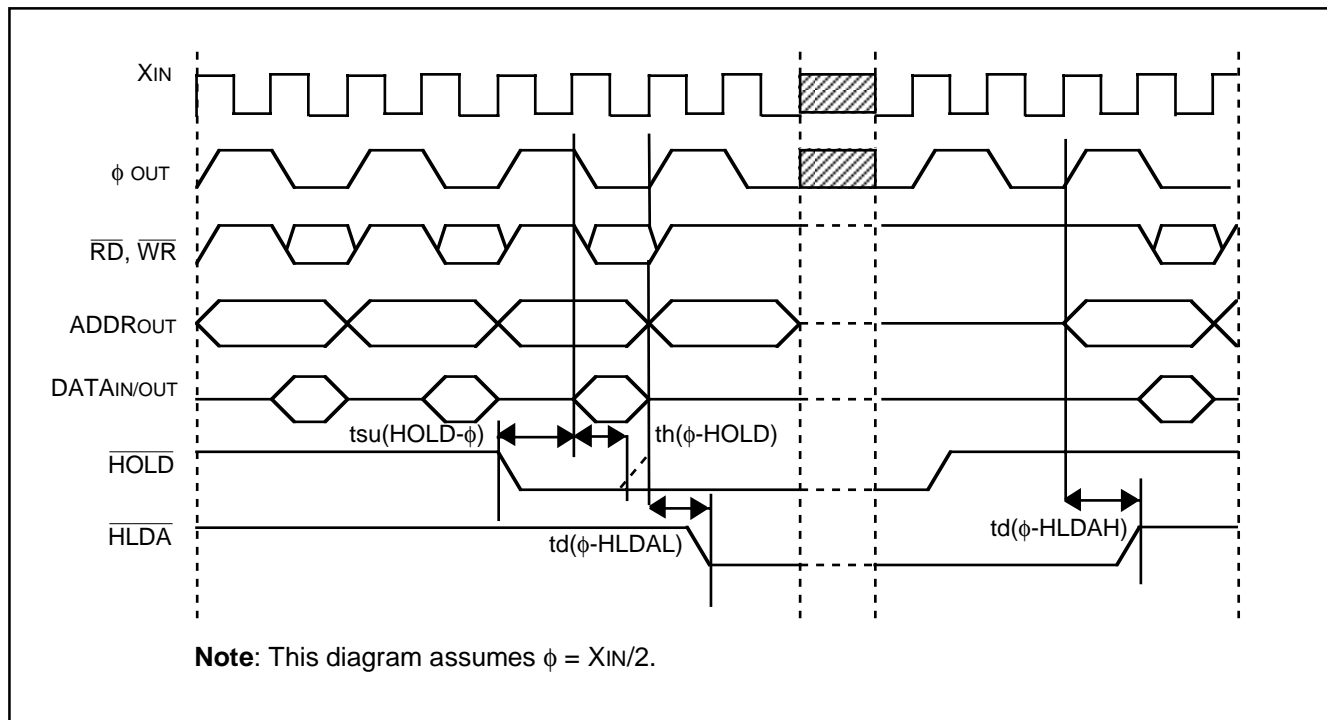 XIN
ϕ OUT
RD, WR
ADDROUT
DATAIN/OUT
tsu(HOLD-ϕ)
th(ϕ-HOLD)
HOLD
HLDA
td(ϕ-HLDAL)
td(ϕ-HLDAH)
Note: This diagram assumes ϕ = XIN/2.